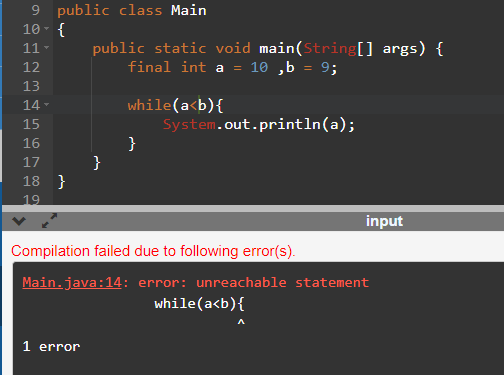 9 public class Main
10 {
11 public static void main(String[] args) {
12 final int a = 10 ,b = 9;
13
14 while(a<b){
15 System.out.println(a);
16 }
17 }
18 }
19
input
Compilation failed due to following error(s).
Main.java:14: error: unreachable statement
while(a<b){
^
1 error